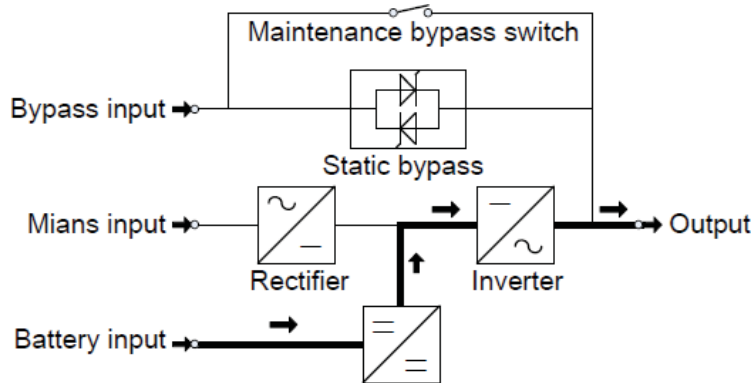 Maintenance bypass switch
Bypass input
Static bypass
Mians input
Output
Rectifier
Inverter
Battery input